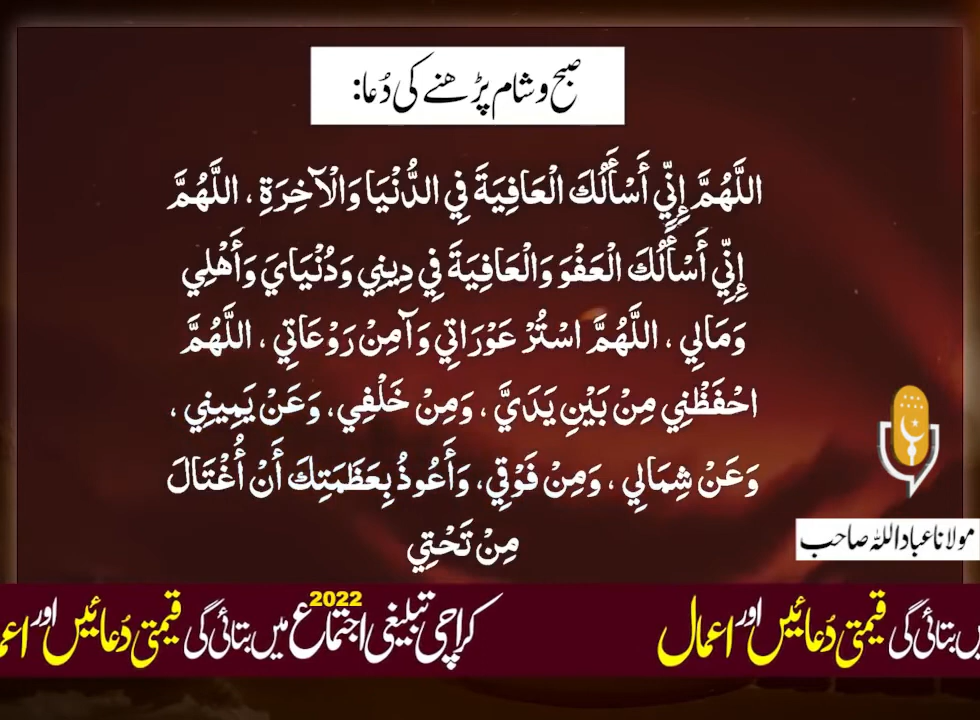 صبح و شام پڑھنے کی دُعا:
اللَّهُمَّ إِنِّي أَسْأَلُكَ الْعَافِيَةَ فِي الدُّنْيَا وَالْآخِرَةِ ، اللَّهُمَّ
إِنِّي أَسْأَلُكَ الْعَفْوَ وَالْعَافِيَةَ فِي دِينِي وَدُنْيَايَ وَأَهْلِي
وَمَالِي ، اللَّهُمَّ اسْتُرْ عَوْرَاتِي وَآمِنْ رَوْعَاتِي ، اللَّهُمَّ
احْفَظْنِي مِنْ بَيْنِ يَدَيَّ ، وَمِنْ خَلْفِي، وَعَنْ يَمِينِي ،
وَعَنْ شِمَالِي ، وَمِنْ فَوْقِي، وَأَعُوذُ بِعَظَمَتِكَ أَنْ أُغْتَالَ
مِنْ تَحْتِي
مولانا عباد اللہ صاحب
میں بتائی گی قیمتی دُعائیں اور اعمال
کراچی تبلیغی اجتماع 2022 میں بتائی گی قیمتی دُعائیں اور